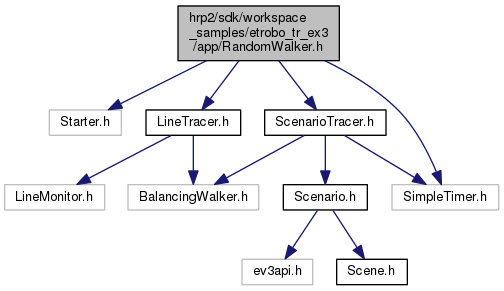 hrp2/sdk/workspace
_samples/etrobo_tr_ex3
/app/RandomWalker.h
Starter.h
LineTracer.h
ScenarioTracer.h
LineMonitor.h
BalancingWalker.h
Scenario.h
SimpleTimer.h
ev3api.h
Scene.h